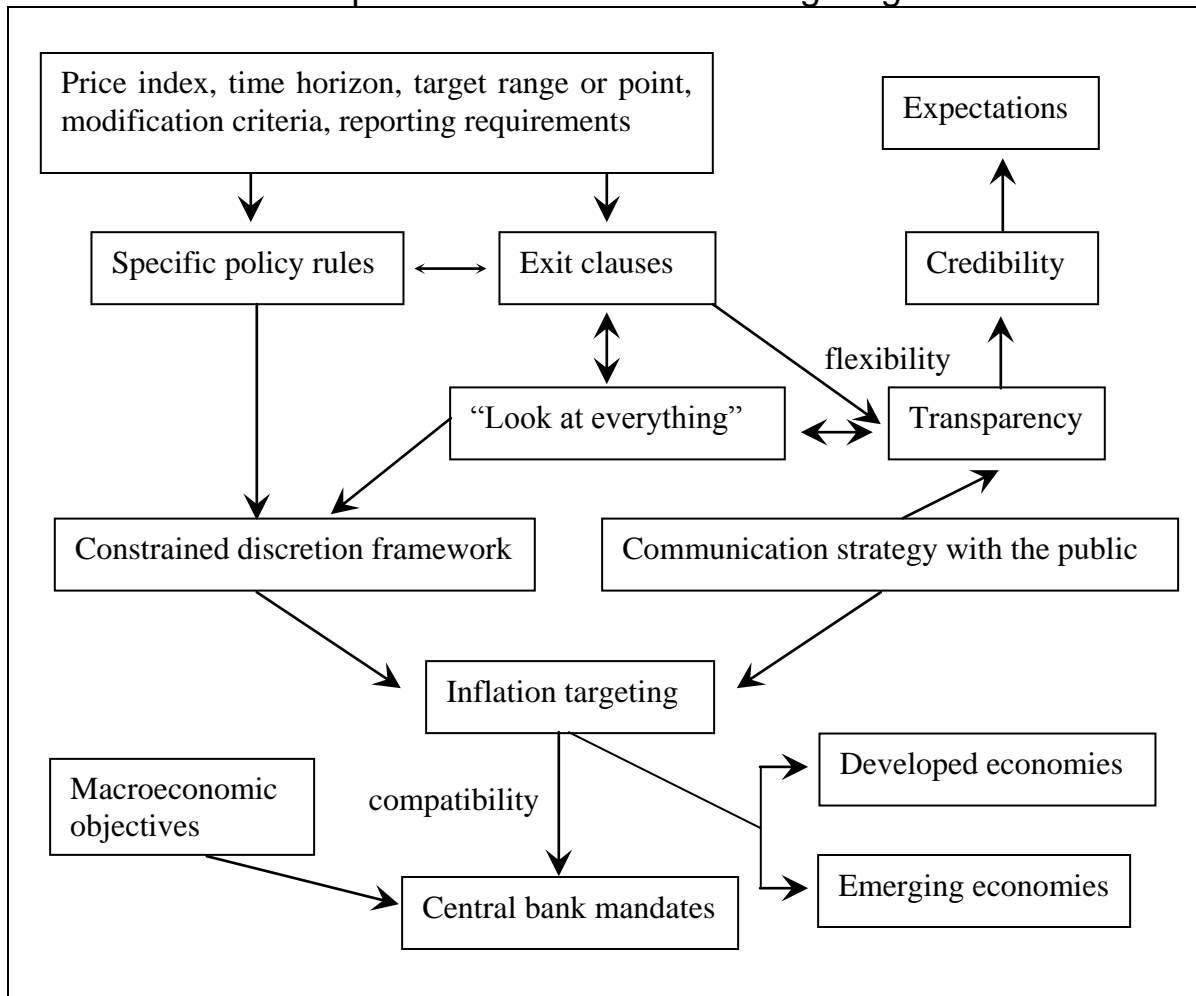 Price index, time horizon, target range or point,
modification criteria, reporting requirements
Expectations
Specific policy rules
Exit clauses
Credibility
flexibility
“Look at everything”
Transparency
Constrained discretion framework
Communication strategy with the public
Inflation targeting
Developed economies
Macroeconomic
objectives
compatibility
Emerging economies
Central bank mandates